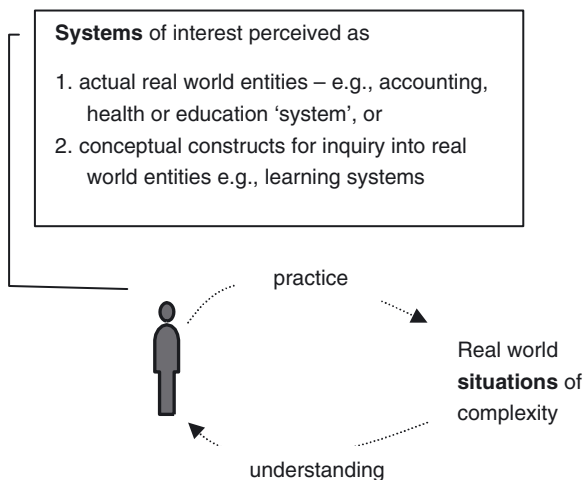 Systems of interest perceived as
1. actual real world entities – e.g., accounting,
health or education ‘system’, or
2. conceptual constructs for inquiry into real
world entities e.g., learning systems
practice
Real world
situations of
complexity
understanding